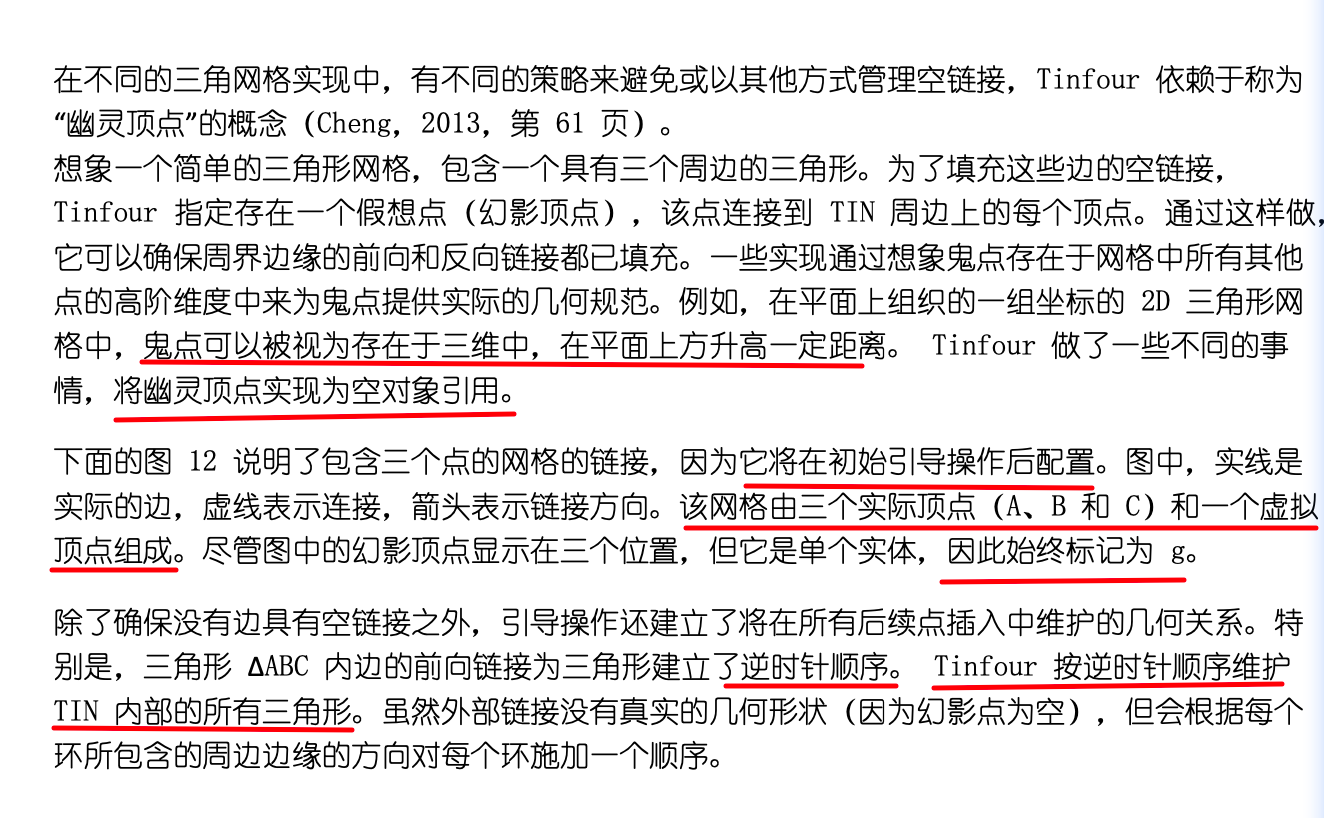 在不同的三角网格实现中，有不同的策略来避免或以其他方式管理空链接，Tinfour 依赖于称为
“幽灵顶点”的概念（Cheng，2013，第 61 页）。
想象一个简单的三角形网格，包含一个具有三个周边的三角形。为了填充这些边的空链接，
Tinfour 指定存在一个假想点（幻影顶点），该点连接到 TIN 周边上的每个顶点。通过这样做，
它可以确保周界边缘的前向和反向链接都已填充。一些实现通过想象鬼点存在于网格中所有其他
点的高阶维度中来为鬼点提供实际的几何规范。例如，在平面上组织的一组坐标的 2D 三角形网
格中，鬼点可以被视为存在于三维中，在平面上方升高一定距离。 Tinfour 做了一些不同的事
情，将幽灵顶点实现为空对象引用。
下面的图 12 说明了包含三个点的网格的链接，因为它将在初始引导操作后配置。图中，实线是
实际的边，虚线表示连接，箭头表示链接方向。该网格由三个实际顶点（A、B 和 C）和一个虚拟
顶点组成。尽管图中的幻影顶点显示在三个位置，但它是单个实体，因此始终标记为 g。
除了确保没有边具有空链接之外，引导操作还建立了将在所有后续点插入中维护的几何关系。特
别是，三角形 ΔABC 内边的前向链接为三角形建立了逆时针顺序。 Tinfour 按逆时针顺序维护
TIN 内部的所有三角形。虽然外部链接没有真实的几何形状（因为幻影点为空），但会根据每个
环所包含的周边边缘的方向对每个环施加一个顺序。